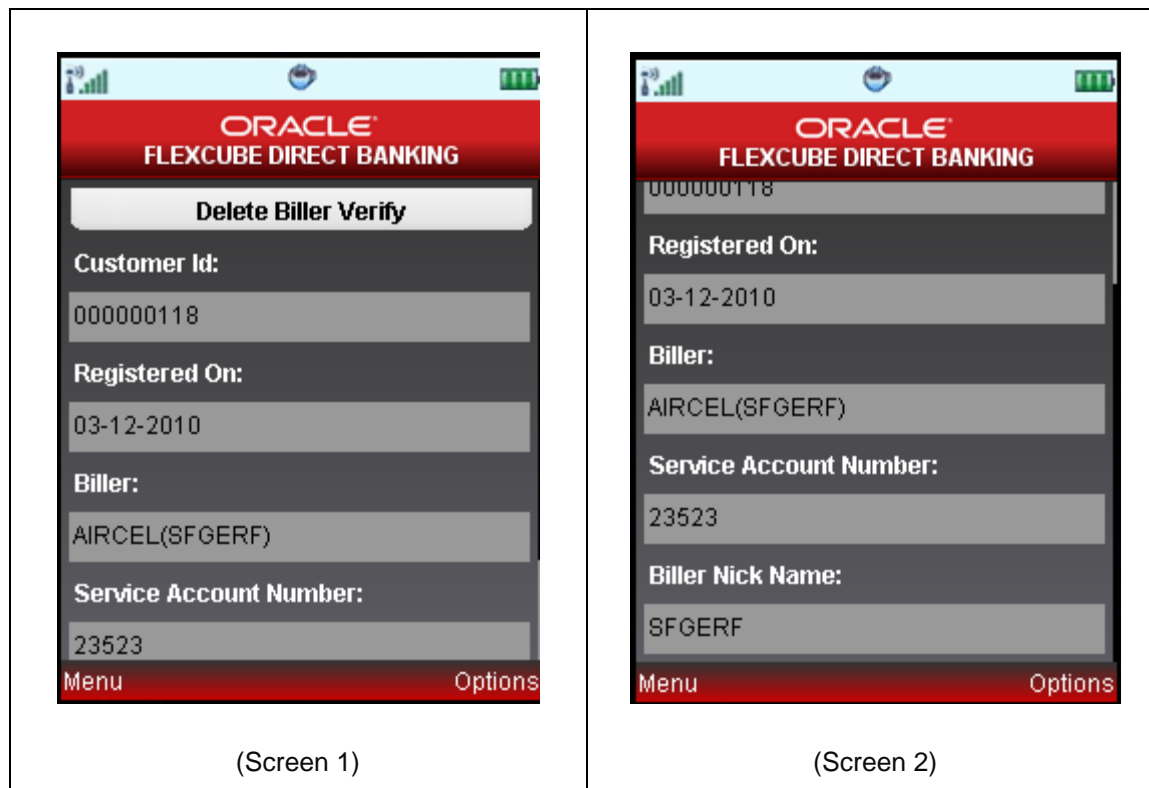 ORACLE
FLEXCUBE DIRECT BANKING
Delete Biller Verify
Customer Id:
000000118
Registered On:
03-12-2010
Biller:
AIRCEL(SFGERF)
Service Account Number:
23523
Menu Options
(Screen 1)
ORACLE
FLEXCUBE DIRECT BANKING
000000118
Registered On:
03-12-2010
Biller:
AIRCEL(SFGERF)
Service Account Number:
23523
Biller Nick Name:
SFGERF
Menu Options
(Screen 2)